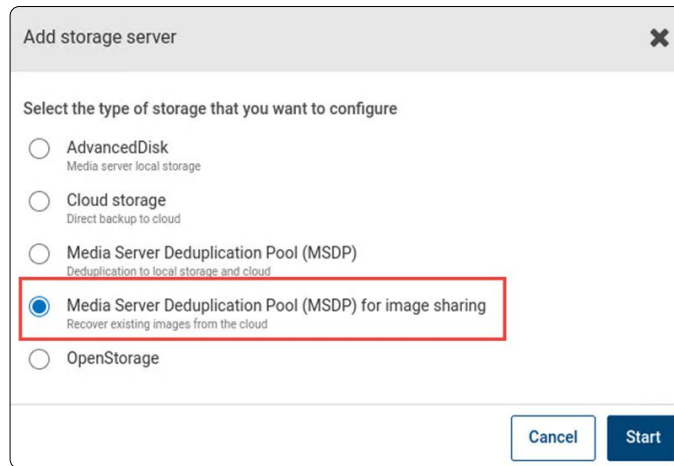 Add storage server
Select the type of storage that you want to configure
AdvancedDisk
Media server local storage
Cloud storage
Direct backup to cloud
Media Server Deduplication Pool (MSDP)
Deduplication to local storage and cloud
Media Server Deduplication Pool (MSDP) for image sharing
Recover existing images from the cloud
OpenStorage
Cancel
Start